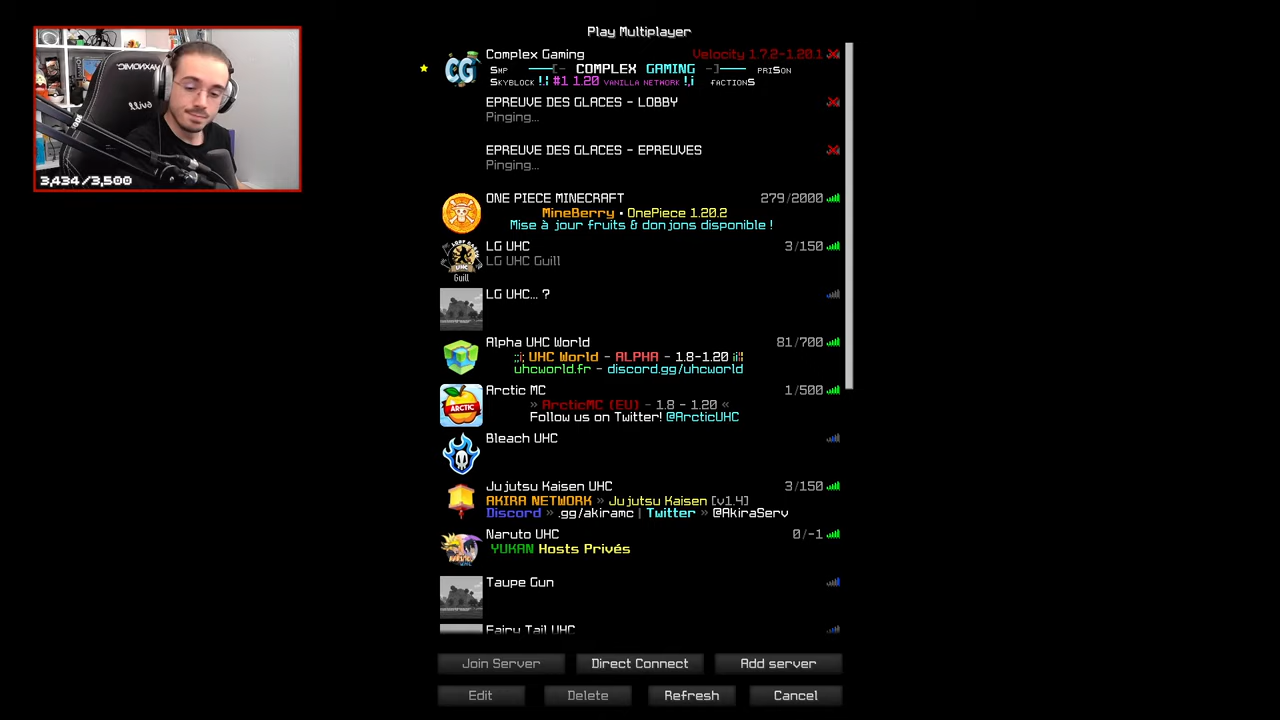 Play Multiplayer
MAXNOMIC
3,434/3,500
Complex Gaming
Velocity 1.7.2-1.20.1
CG
SMP COMPLEX GAMING PRISON
SKYBLOCK !.¡ #1 1.20 VANILLA NETWORK !,¡ FACTIONS
EPREUVE DES GLACES - LOBBY
Pinging...
EPREUVE DES GLACES - EPREUVES
Pinging...
ONE PIECE MINECRAFT
279/2000
MineBerry • OnePiece 1.20.2
Mise à jour fruits & donjons disponible !
LG UHC
3/150
LG UHC Guill
UHC
Guill
LG UHC... ?
Alpha UHC World
81/700
UHC World - ALPHA - 1.8-1.20
uhcworld.fr - discord.gg/uhcworld
Arctic MC
1/500
ARCTIC
» ArcticMC (EU) - 1.8 - 1.20 «
Follow us on Twitter! @ArcticUHC
Bleach UHC
Jujutsu Kaisen UHC
3/150
AKIRA NETWORK » Jujutsu Kaisen [v1.4]
Discord » .gg/akiramc | Twitter » @AkiraServ
Naruto UHC
0/-1
YUKAN Hosts Privés
Taupe Gun
Fairy Tail UHC
Join Server
Direct Connect
Add server
Edit
Delete
Refresh
Cancel